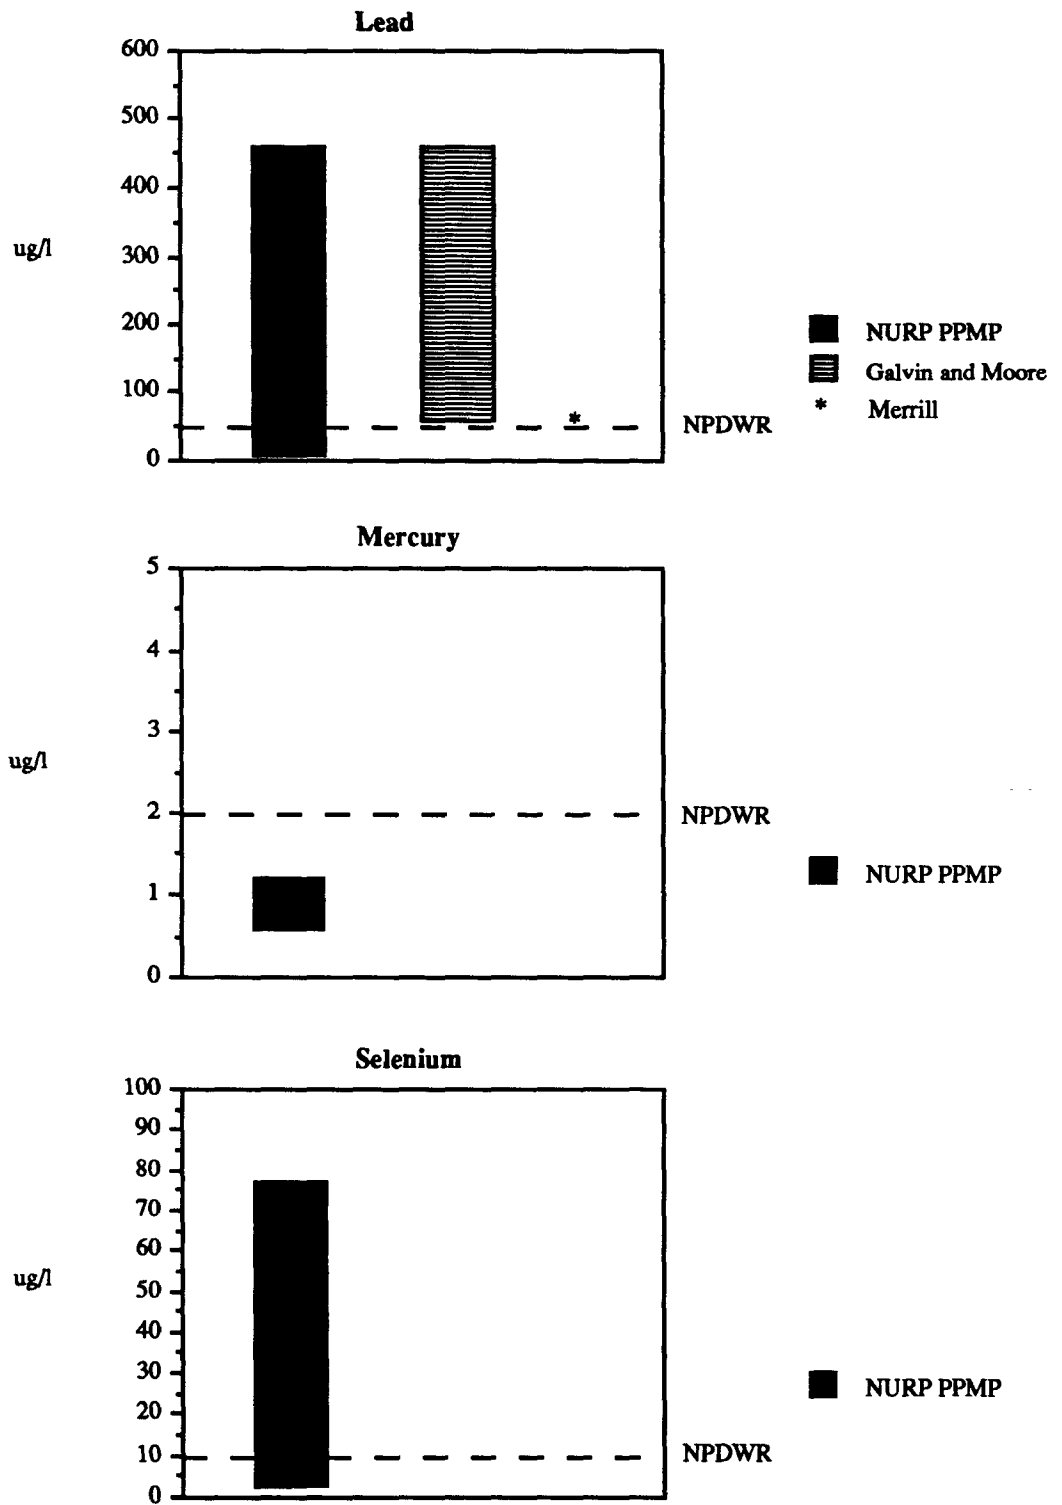 Lead
600
500
400
300
200
100
0
ug/l
NURP PPMP
Galvin and Moore
* Merrill
*
NPDWR
Mercury
5
4
3
2
1
0
ug/l
NPDWR
NURP PPMP
Selenium
100
90
80
70
60
50
40
30
20
10
0
ug/l
NURP PPMP
NPDWR